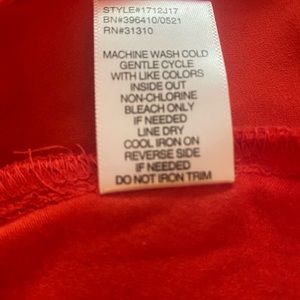 STYLE#1712J17
BN#396410/0521
RN#31310
MACHINE WASH COLD
GENTLE CYCLE
WITH LIKE COLORS
INSIDE OUT
NON-CHLORINE
BLEACH ONLY
IF NEEDED
LINE DRY
COOL IRON ON
REVERSE SIDE
IF NEEDED
DO NOT IRON TRIM